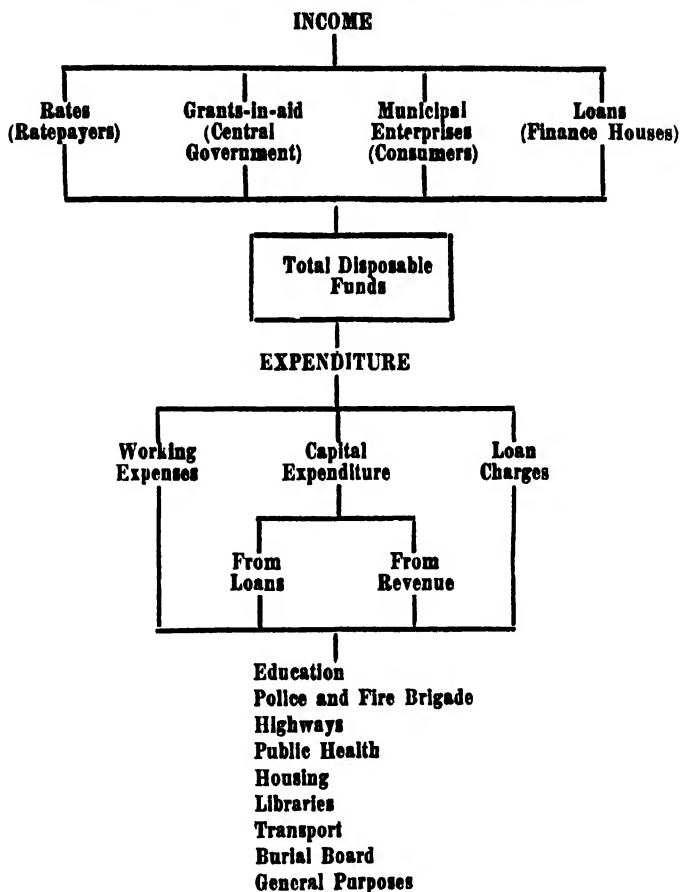 INCOME
Rates
(Ratepayers)
Grants-in-aid
(Central
Government)
Municipal
Enterprises
(Consumers)
Loans
(Finance Houses)
Total Disposable
Funds
EXPENDITURE
Working
Expenses
Capital
Expenditure
Loan
Charges
From
Loans
From
Revenue
Education
Police and Fire Brigade
Highways
Public Health
Housing
Libraries
Transport
Burial Board
General Purposes